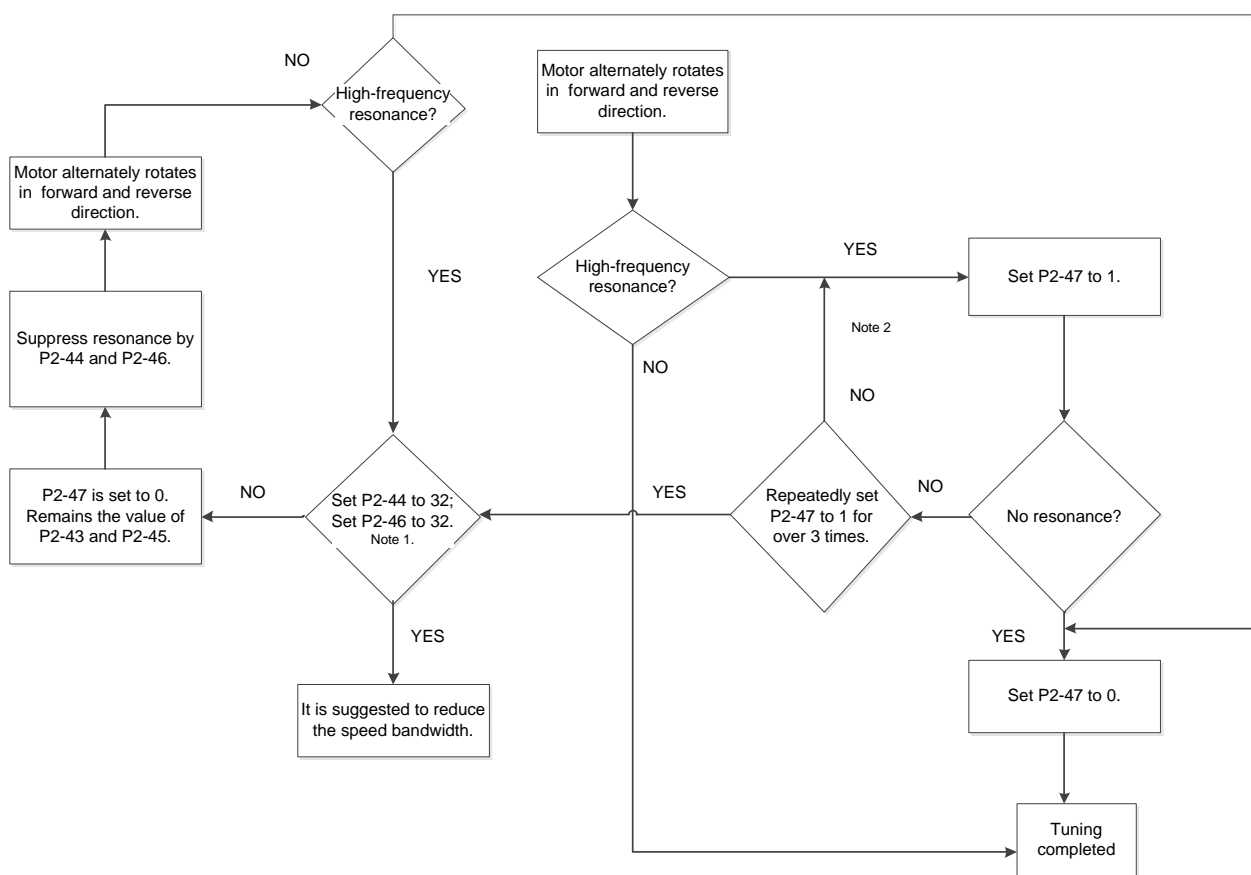 NO
High-frequency
resonance?
Motor alternately rotates
in forward and reverse
direction.
Motor alternately rotates
in forward and reverse
direction.
YES
High-frequency
resonance?
YES
Set P2-47 to 1.
Suppress resonance by
P2-44 and P2-46.
Note 2
NO
NO
P2-47 is set to 0.
Remains the value of
P2-43 and P2-45.
NO
Set P2-44 to 32;
Set P2-46 to 32.
Note 1.
YES
Repeatedly set
P2-47 to 1 for
over 3 times.
NO
No resonance?
YES
YES
It is suggested to reduce
the speed bandwidth.
Set P2-47 to 0.
Tuning
completed